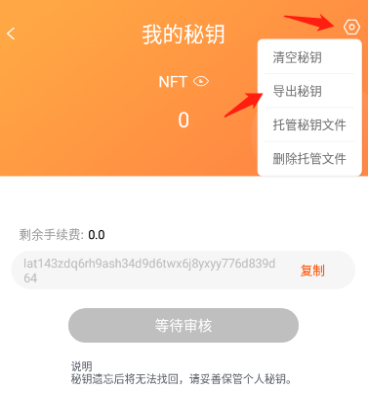 我的秘钥
NFT
0
清空秘钥
导出秘钥
托管秘钥文件
删除托管文件
剩余手续费: 0.0
lat143zdq6rh9ash34d9d6twx6j8yxyy776d839d
64
复制
等待审核
说明
秘钥遗忘后将无法找回，请妥善保管个人秘钥。